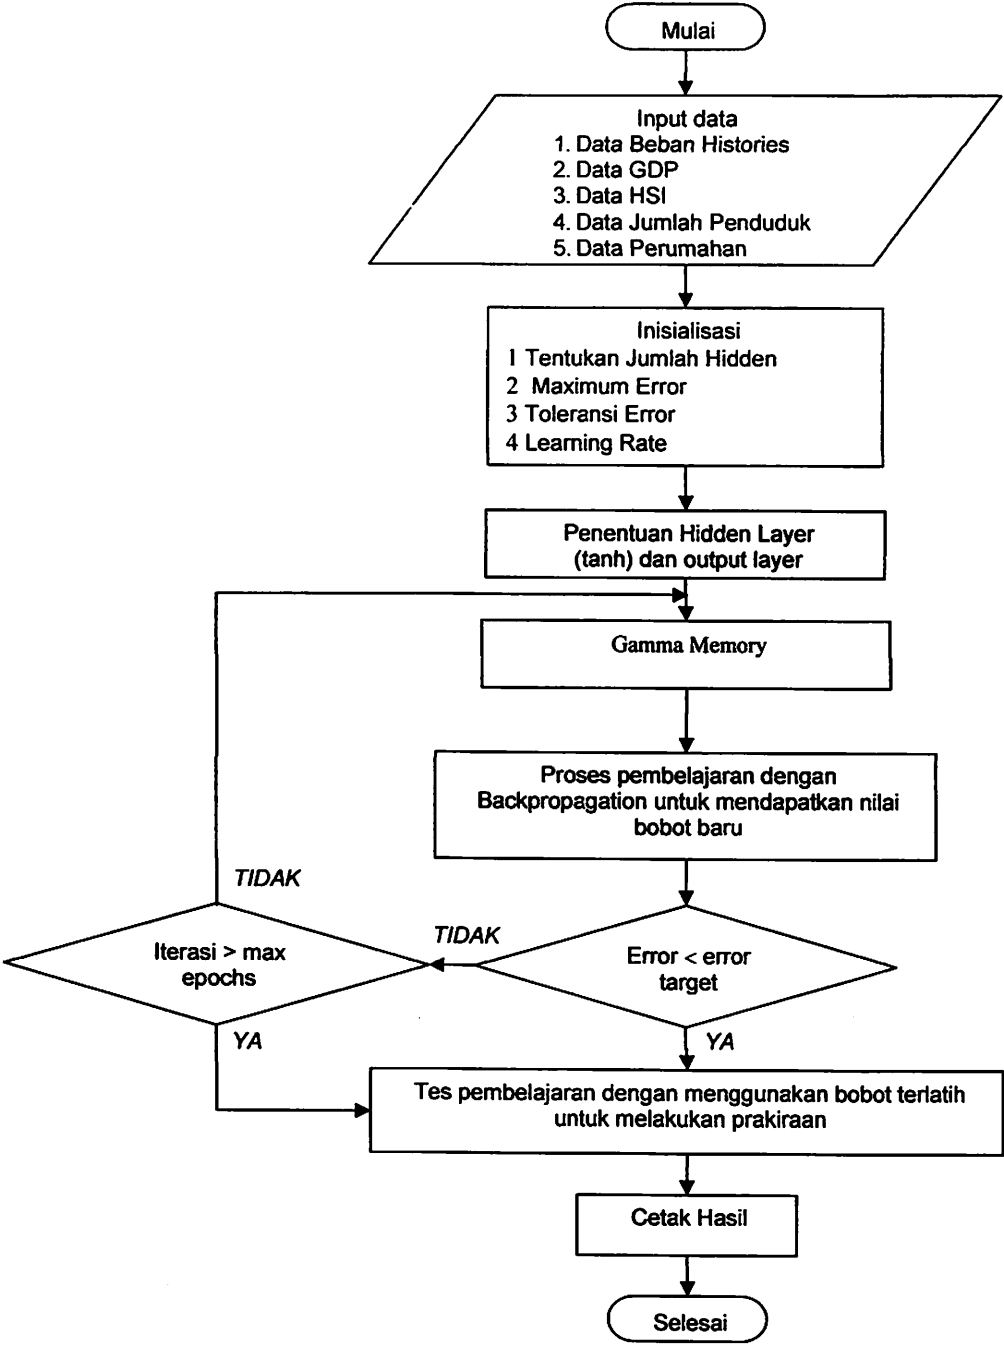 Mulai
Input data
1. Data Beban Histories
2. Data GDP
3. Data HSI
4. Data Jumlah Penduduk
5. Data Perumahan
Inisialisasi
1 Tentukan Jumlah Hidden
2 Maximum Error
3 Toleransi Error
4 Learning Rate
Penentuan Hidden Layer
(tanh) dan output layer
Gamma Memory
Proses pembelajaran dengan
Backpropagation untuk mendapatkan nilai
bobot baru
TIDAK
Iterasi > max
epochs
TIDAK
Error < error
target
YA
YA
Tes pembelajaran dengan menggunakan bobot terlatih
untuk melakukan prakiraan
Cetak Hasil
Selesai